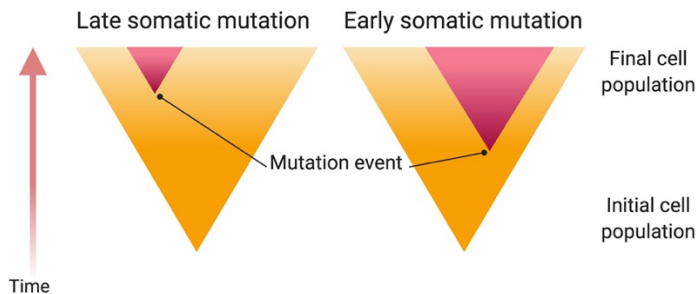 Late somatic mutation
Early somatic mutation
Final cell
population
Mutation event
Initial cell
population
Time